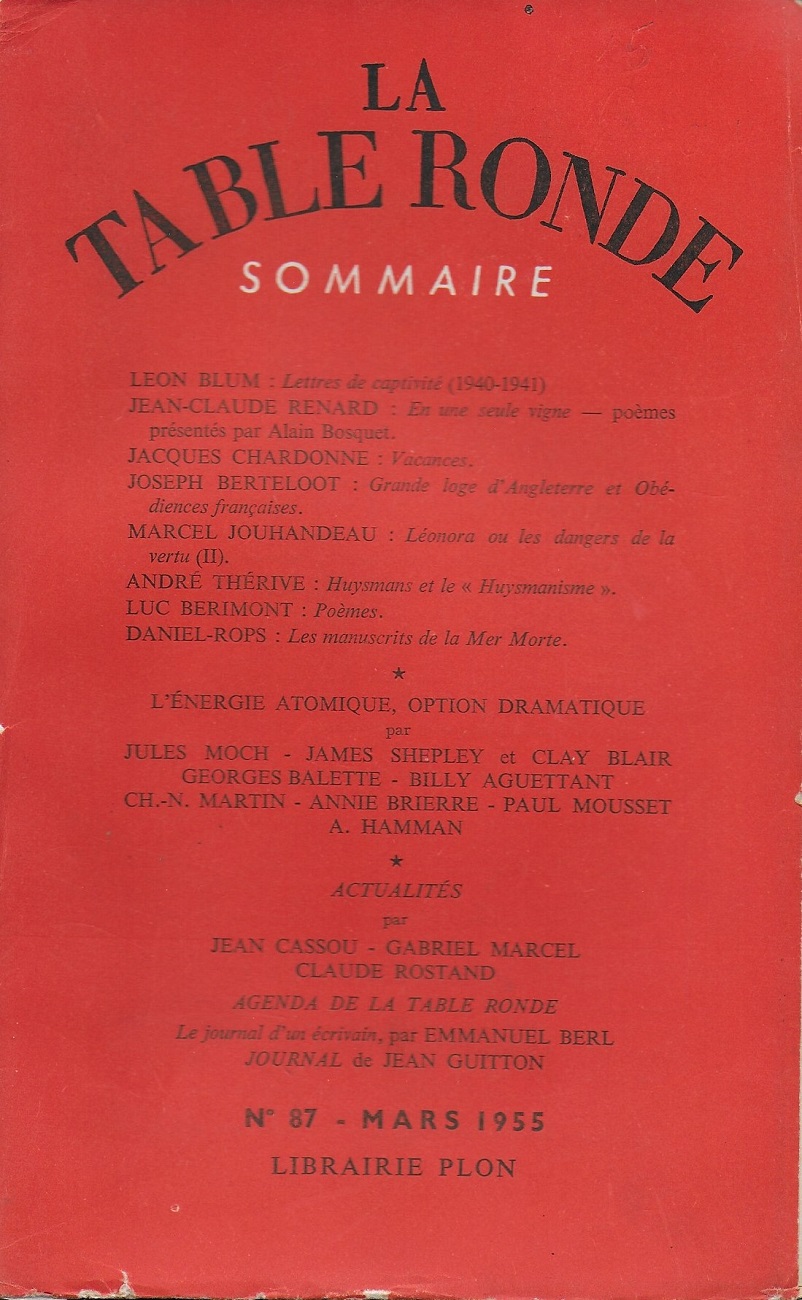 LA
TABLE RONDE
SOMMAIRE
LEON BLUM : Lettres de captivité (1940-1941)
JEAN-CLAUDE RENARD : En une seule vigne — poèmes
présentés par Alain Bosquet.
JACQUES CHARDONNE : Vacances.
JOSEPH BERTELOOT : Grande loge d'Angleterre et Obé-
diences françaises.
MARCEL JOUHANDEAU : Léonora ou les dangers de la
vertu (II).
ANDRÉ THÉRIVE : Huysmans et le « Huysmanisme ».
LUC BERIMONT : Poèmes.
DANIEL-ROPS : Les manuscrits de la Mer Morte.
★
L'ÉNERGIE ATOMIQUE, OPTION DRAMATIQUE
par
JULES MOCH - JAMES SHEPLEY et CLAY BLAIR
GEORGES BALETTE - BILLY AGUETTANT
CH.-N. MARTIN - ANNIE BRIERRE - PAUL MOUSSET
A. HAMMAN
★
ACTUALITÉS
par
JEAN CASSOU - GABRIEL MARCEL
CLAUDE ROSTAND
AGENDA DE LA TABLE RONDE
Le journal d'un écrivain, par EMMANUEL BERL
JOURNAL de JEAN GUITTON
N° 87 - MARS 1955
LIBRAIRIE PLON